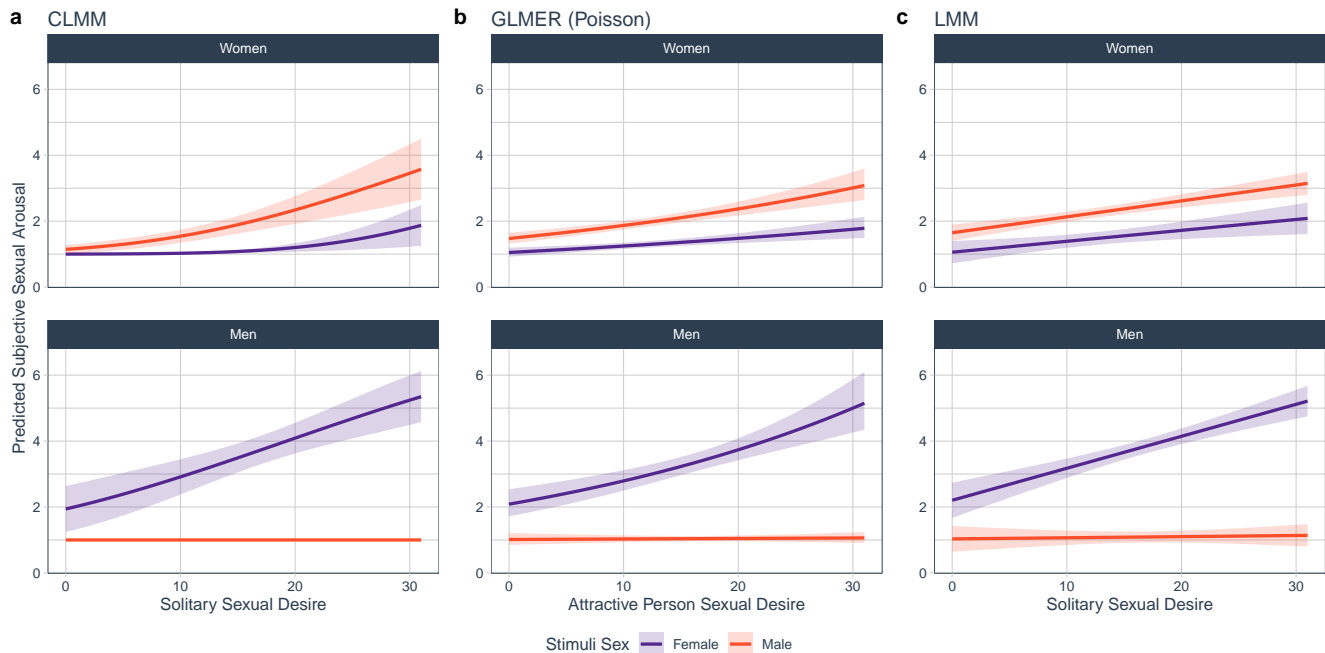 a CLMM
b GLMER (Poisson)
c LMM
Women
Women
Women
6
4
2
0
6
4
2
0
6
4
2
0
Predicted Subjective Sexual Arousal
Men
Men
Men
6
4
2
0
6
4
2
0
6
4
2
0
0 10 20 30
0 10 20 30
0 10 20 30
Solitary Sexual Desire
Attractive Person Sexual Desire
Solitary Sexual Desire
Stimuli Sex Female Male